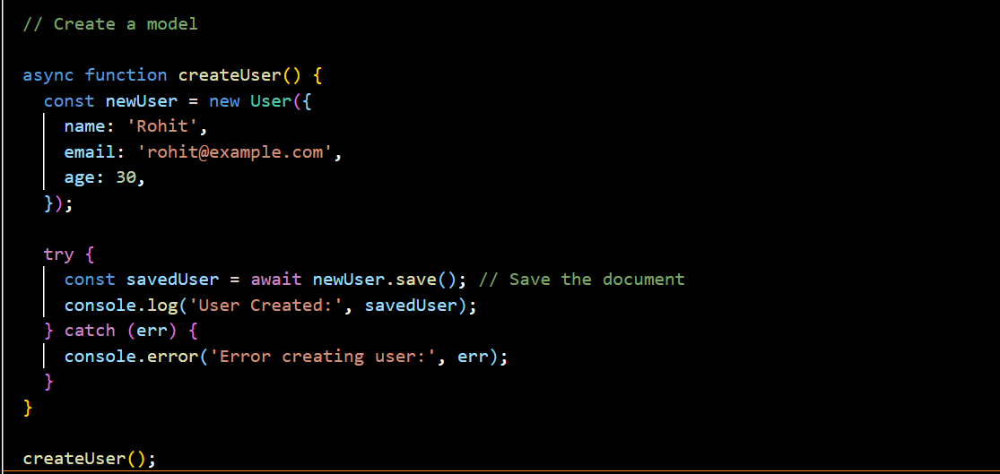 // Create a model
async function createUser() {
  const newUser = new User({
    name: 'Rohit',
    email: 'rohit@example.com',
    age: 30,
  });
  try {
    const savedUser = await newUser.save(); // Save the document
    console.log('User Created:', savedUser);
  } catch (err) {
    console.error('Error creating user:', err);
  }
}
createUser();